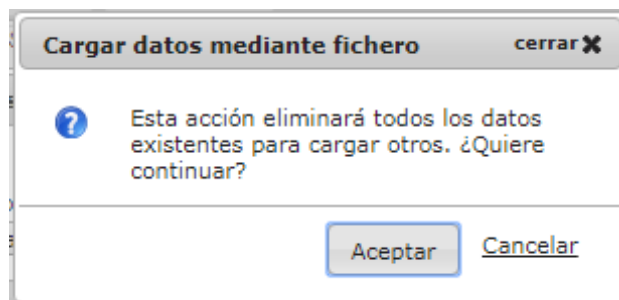 Cargar datos mediante fichero cerrar
Esta acción eliminará todos los datos
existentes para cargar otros. ¿Quiere
continuar?
Aceptar Cancelar